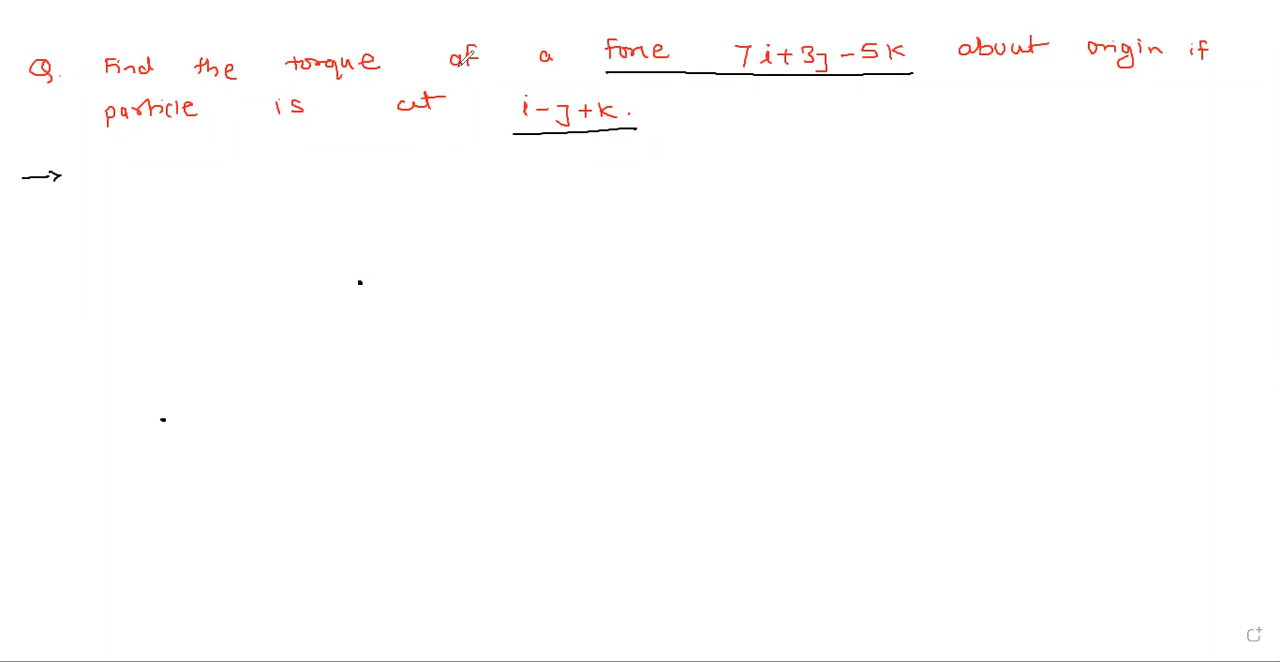 Q. Find the torque of a force 7i+3j-5k about origin if
particle is at i-j+k.
→